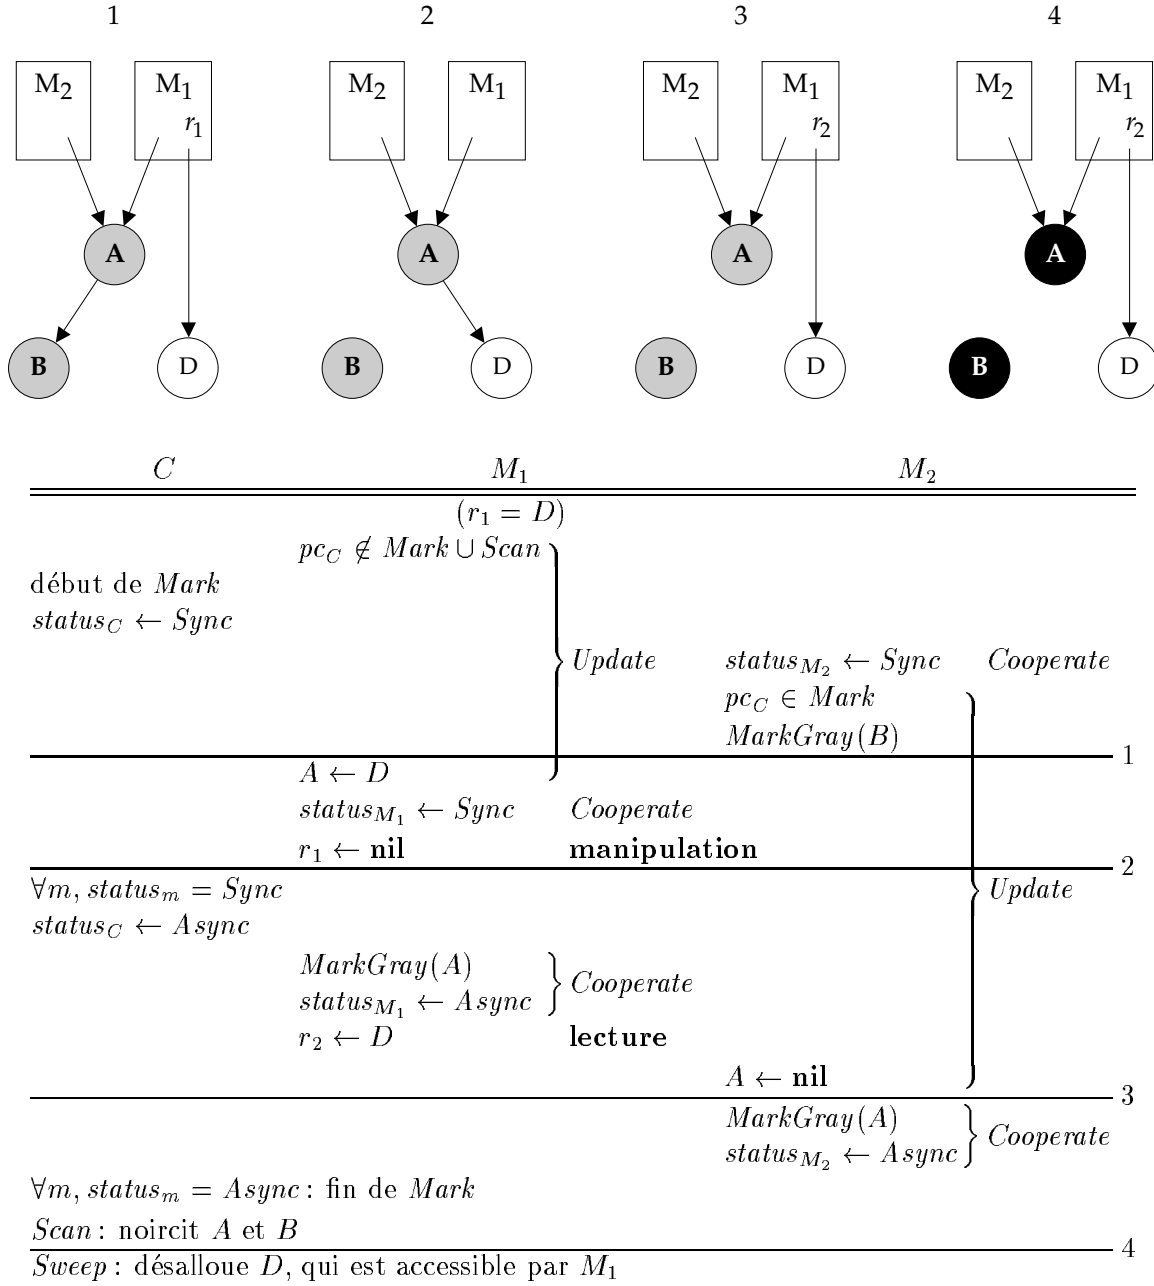 1 2 3 4
M2 M1 M2 M1 M2 M1 M2 M1
r1 r2 r2
A A A A
B D B D B D B D
C M1 M2
(r1 = D)
pcC ∉ Mark ∪ Scan
début de Mark
statusC ← Sync
Update statusM2 ← Sync Cooperate
pcC ∈ Mark
MarkGray(B)
1
A ← D
statusM1 ← Sync Cooperate
r1 ← nil manipulation
2
∀m, statusm = Sync Update
statusC ← Async
MarkGray(A)
Cooperate
statusM1 ← Async
r2 ← D lecture
A ← nil
3
MarkGray(A)
Cooperate
statusM2 ← Async
∀m, statusm = Async : fin de Mark
Scan : noircit A et B
4
Sweep : désalloue D, qui est accessible par M1